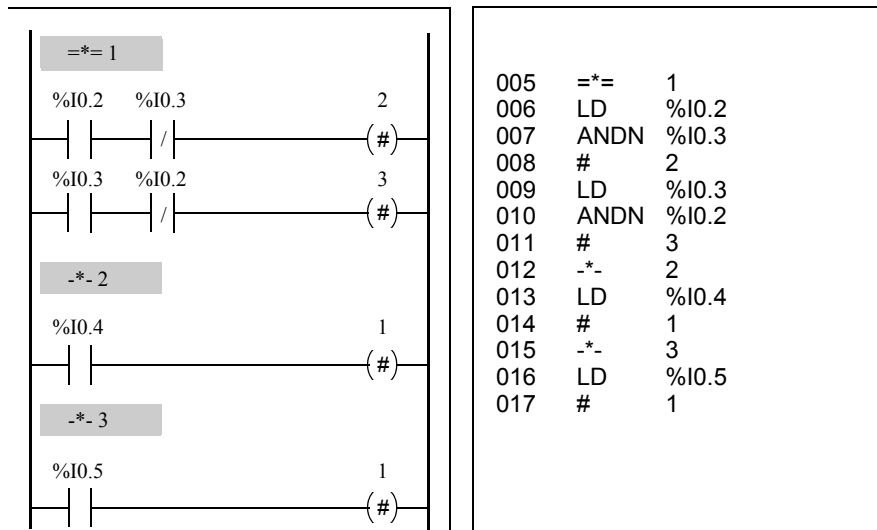 =*= 1
%I0.2 %I0.3 2
/ (#)
%I0.3 %I0.2 3
/ (#)
-*- 2
%I0.4 1
(#)
-*- 3
%I0.5 1
(#)
005 =*= 1
006 LD %I0.2
007 ANDN %I0.3
008 # 2
009 LD %I0.3
010 ANDN %I0.2
011 # 3
012 -*- 2
013 LD %I0.4
014 # 1
015 -*- 3
016 LD %I0.5
017 # 1